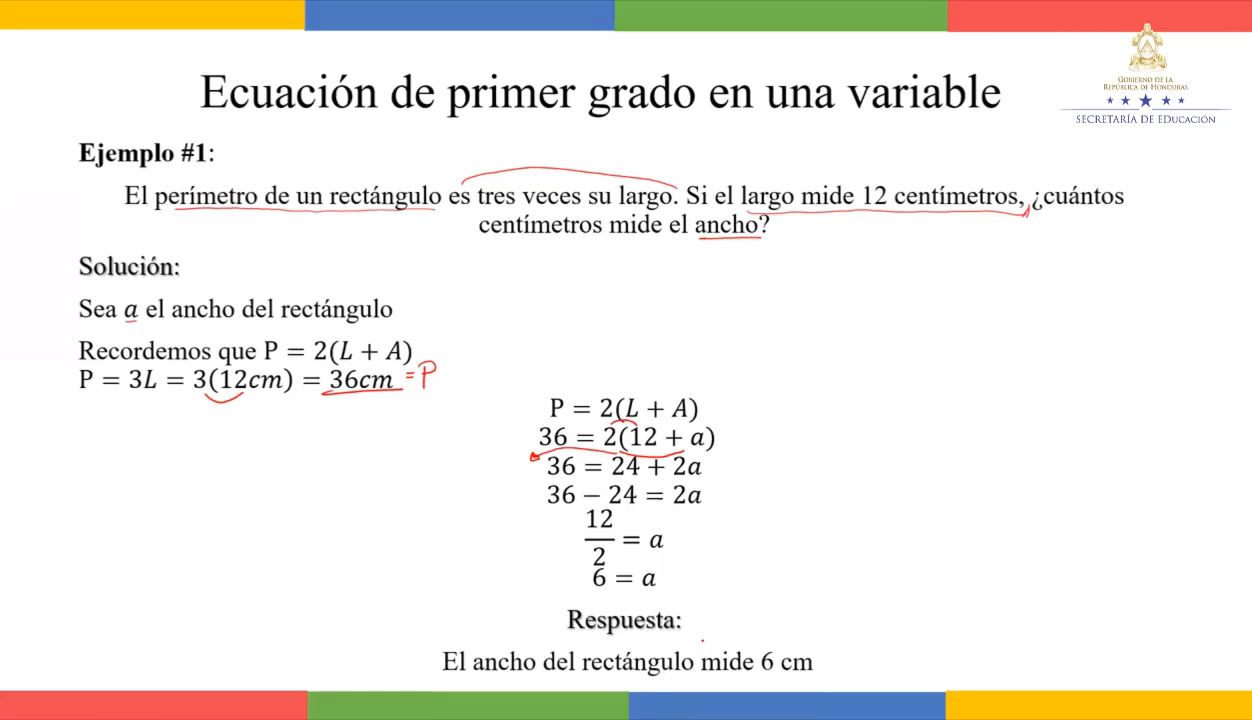 GOBIERNO DE LA
REPÚBLICA DE HONDURAS
SECRETARÍA DE EDUCACIÓN
Ecuación de primer grado en una variable
Ejemplo #1:
El perímetro de un rectángulo es tres veces su largo. Si el largo mide 12 centímetros, ¿cuántos
centímetros mide el ancho?
Solución:
Sea a el ancho del rectángulo
Recordemos que P = 2(L + A)
P = 3L = 3(12cm) = 36cm = P
P = 2(L + A)
36 = 2(12 + a)
36 = 24 + 2a
36 − 24 = 2a
12
2
= a
6 = a
Respuesta:
El ancho del rectángulo mide 6 cm